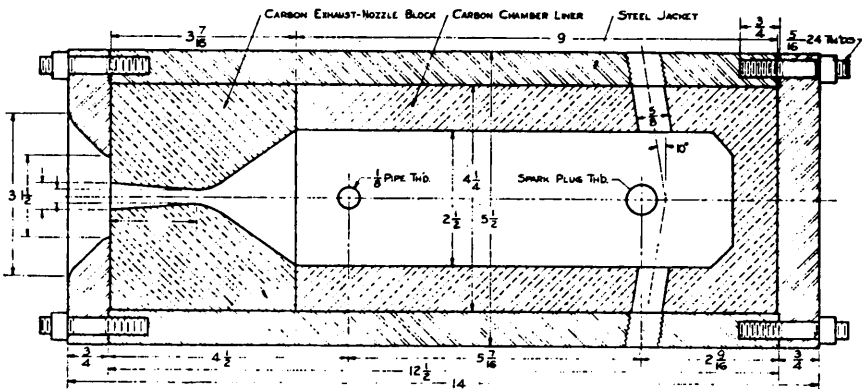 CARBON EXHAUST-NOZZLE BLOCK
CARBON CHAMBER LINER
STEEL JACKET
3 7/16
9
3/4
5/16-24 THDS
5/8
10°
1/8 PIPE THD.
SPARK PLUG THD.
3
1 1/2
4 1/4
2 1/2
5 1/2
3/4
4 1/2
5 7/16
2 9/16
3/4
12 1/2
14